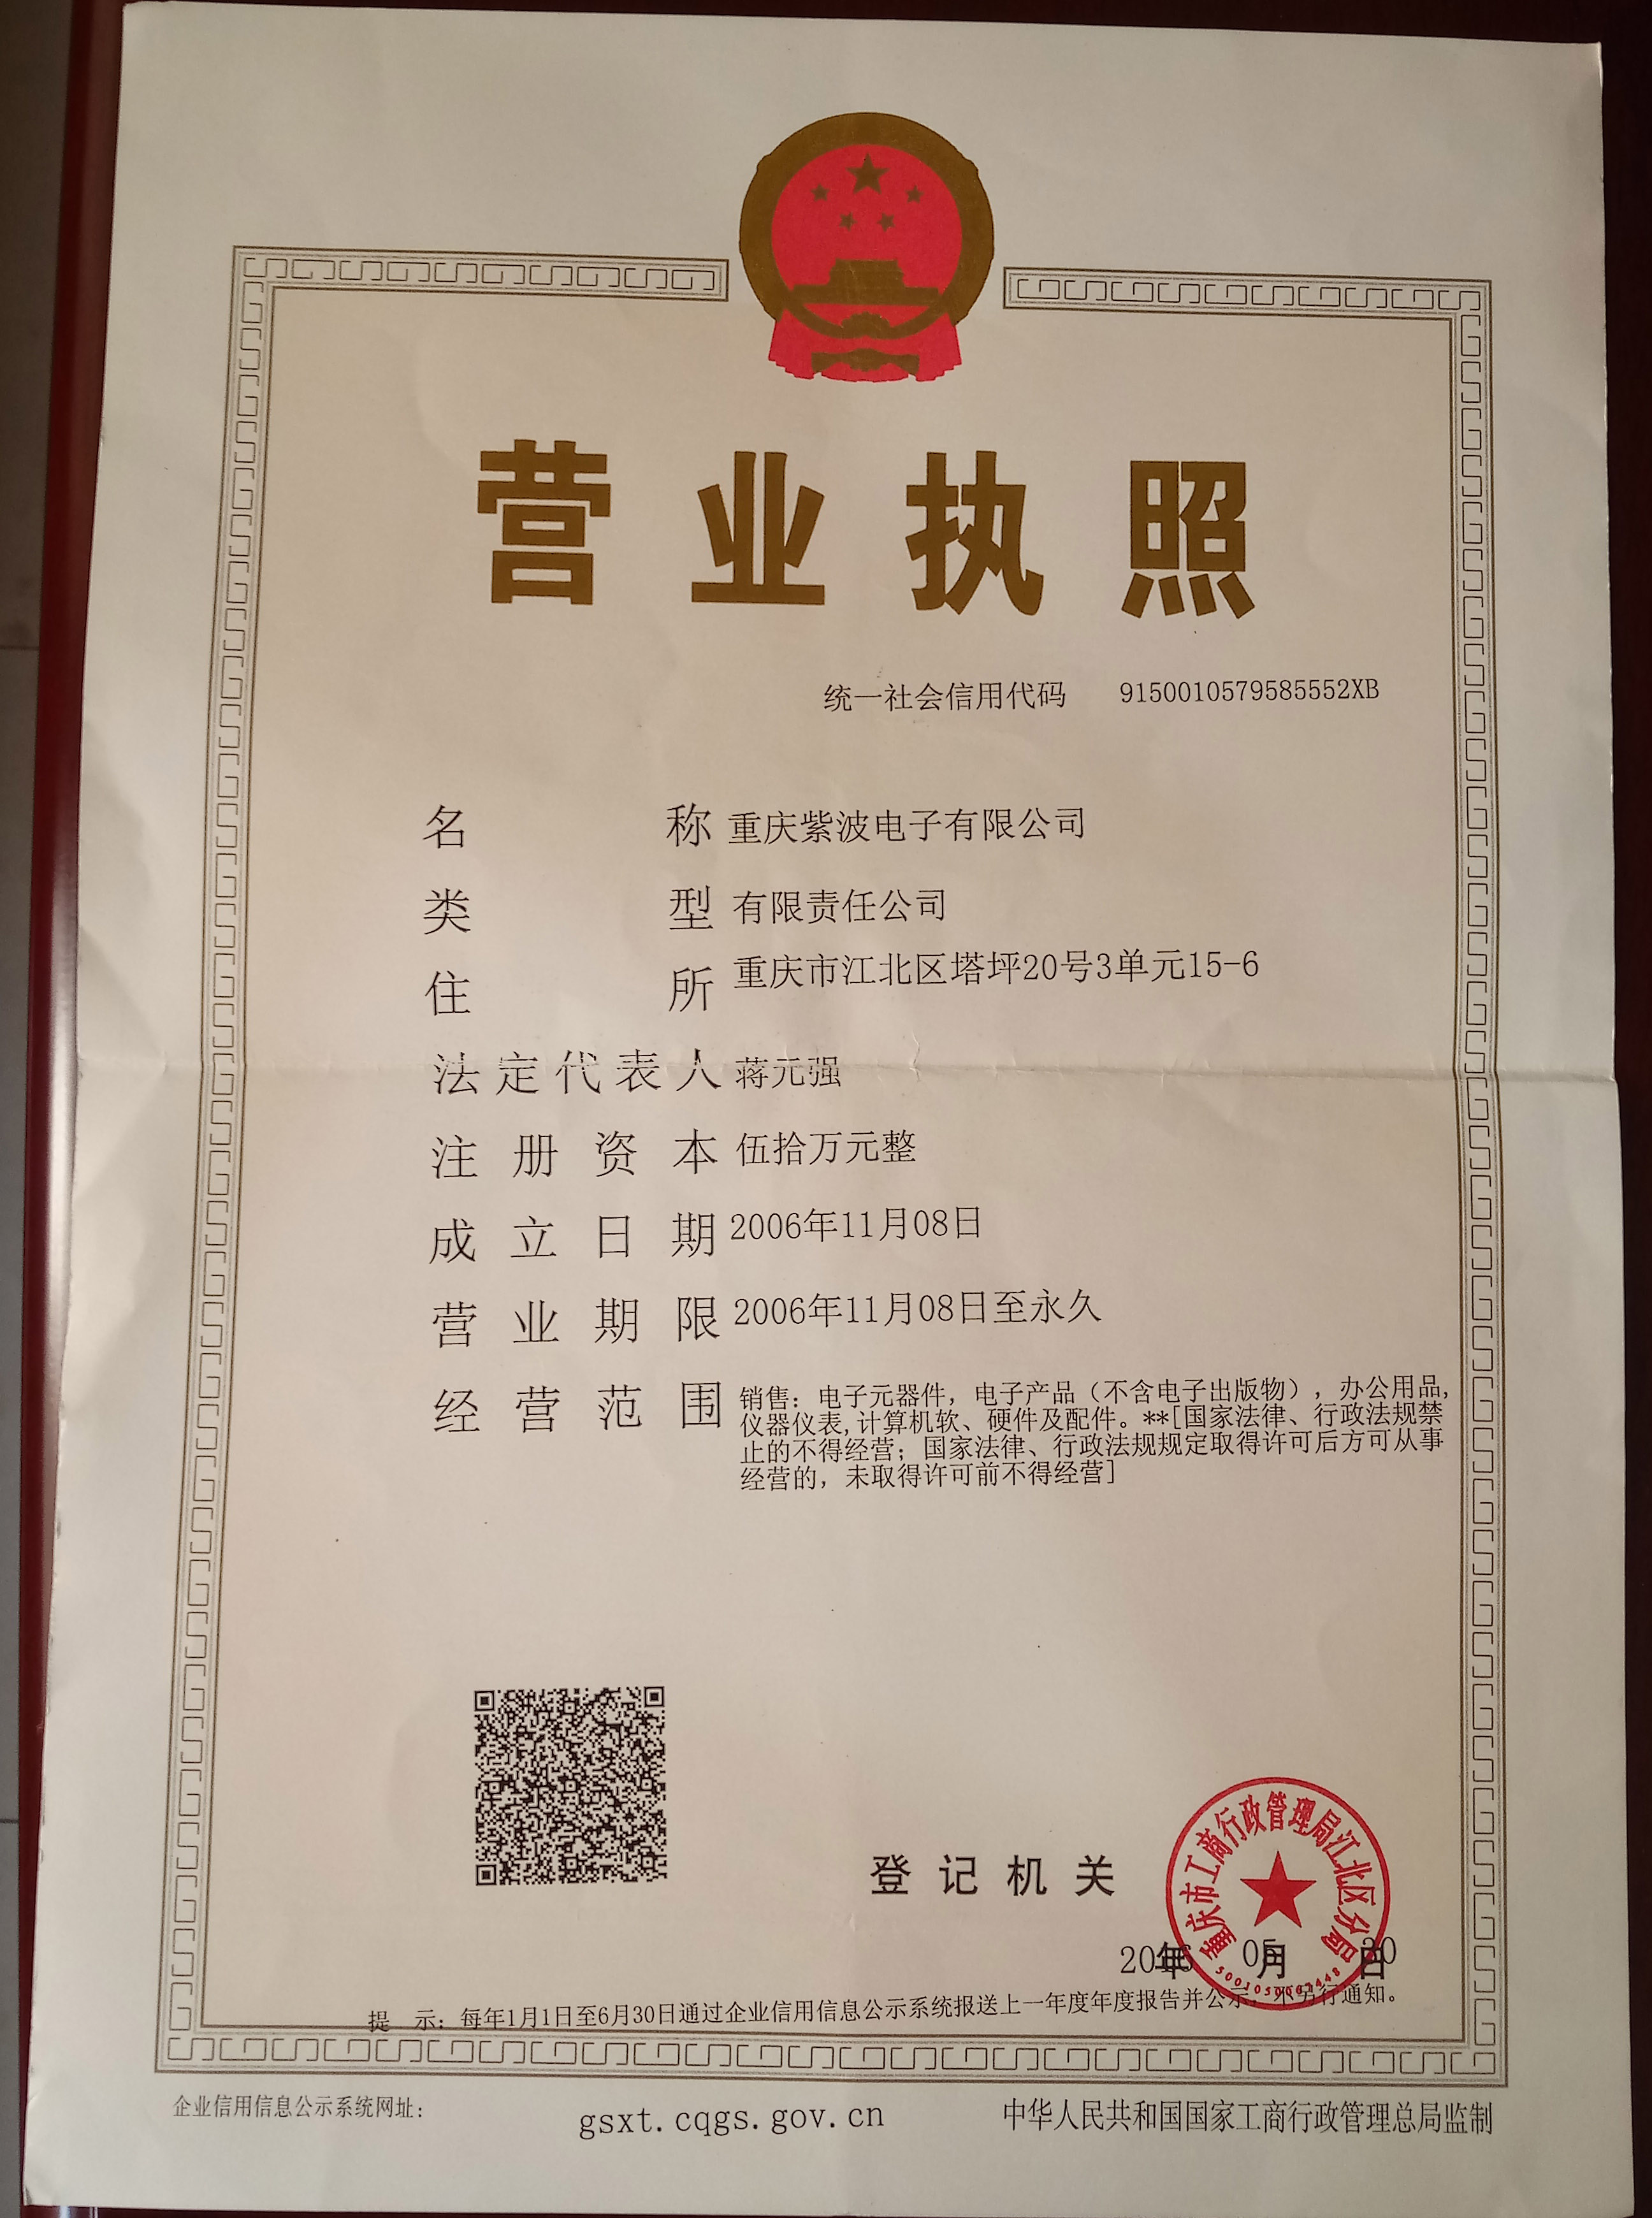 营业执照
统一社会信用代码 9150010579585552XB
名称 重庆紫波电子有限公司
类型 有限责任公司
住所 重庆市江北区塔坪20号3单元15-6
法定代表人 蒋元强
注册资本 伍拾万元整
成立日期 2006年11月08日
营业期限 2006年11月08日至永久
经营范围 销售：电子元器件，电子产品（不含电子出版物），办公用品，
仪器仪表,计算机软、硬件及配件。**[国家法律、行政法规禁
止的不得经营；国家法律、行政法规规定取得许可后方可从事
经营的，未取得许可前不得经营]
登记机关
重庆市工商行政管理局江北区分局
2016年 05月 日
提 示：每年1月1日至6月30日通过企业信用信息公示系统报送上一年度年度报告并公示，不另行通知。
企业信用信息公示系统网址：
gsxt.cqgs.gov.cn
中华人民共和国国家工商行政管理总局监制